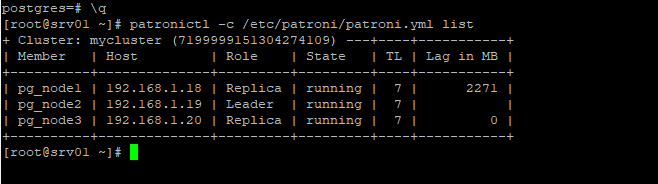 postgres=# \q
[root@srv01 ~]# patronictl -c /etc/patroni/patroni.yml list
+ Cluster: mycluster (7199999151304274109) ---+----+-----------+
| Member   | Host         | Role    | State   | TL | Lag in MB |
+----------+--------------+---------+---------+----+-----------+
| pg_node1 | 192.168.1.18 | Replica | running |  7 |      2271 |
| pg_node2 | 192.168.1.19 | Leader  | running |  7 |           |
| pg_node3 | 192.168.1.20 | Replica | running |  7 |         0 |
+----------+--------------+---------+---------+----+-----------+
[root@srv01 ~]#